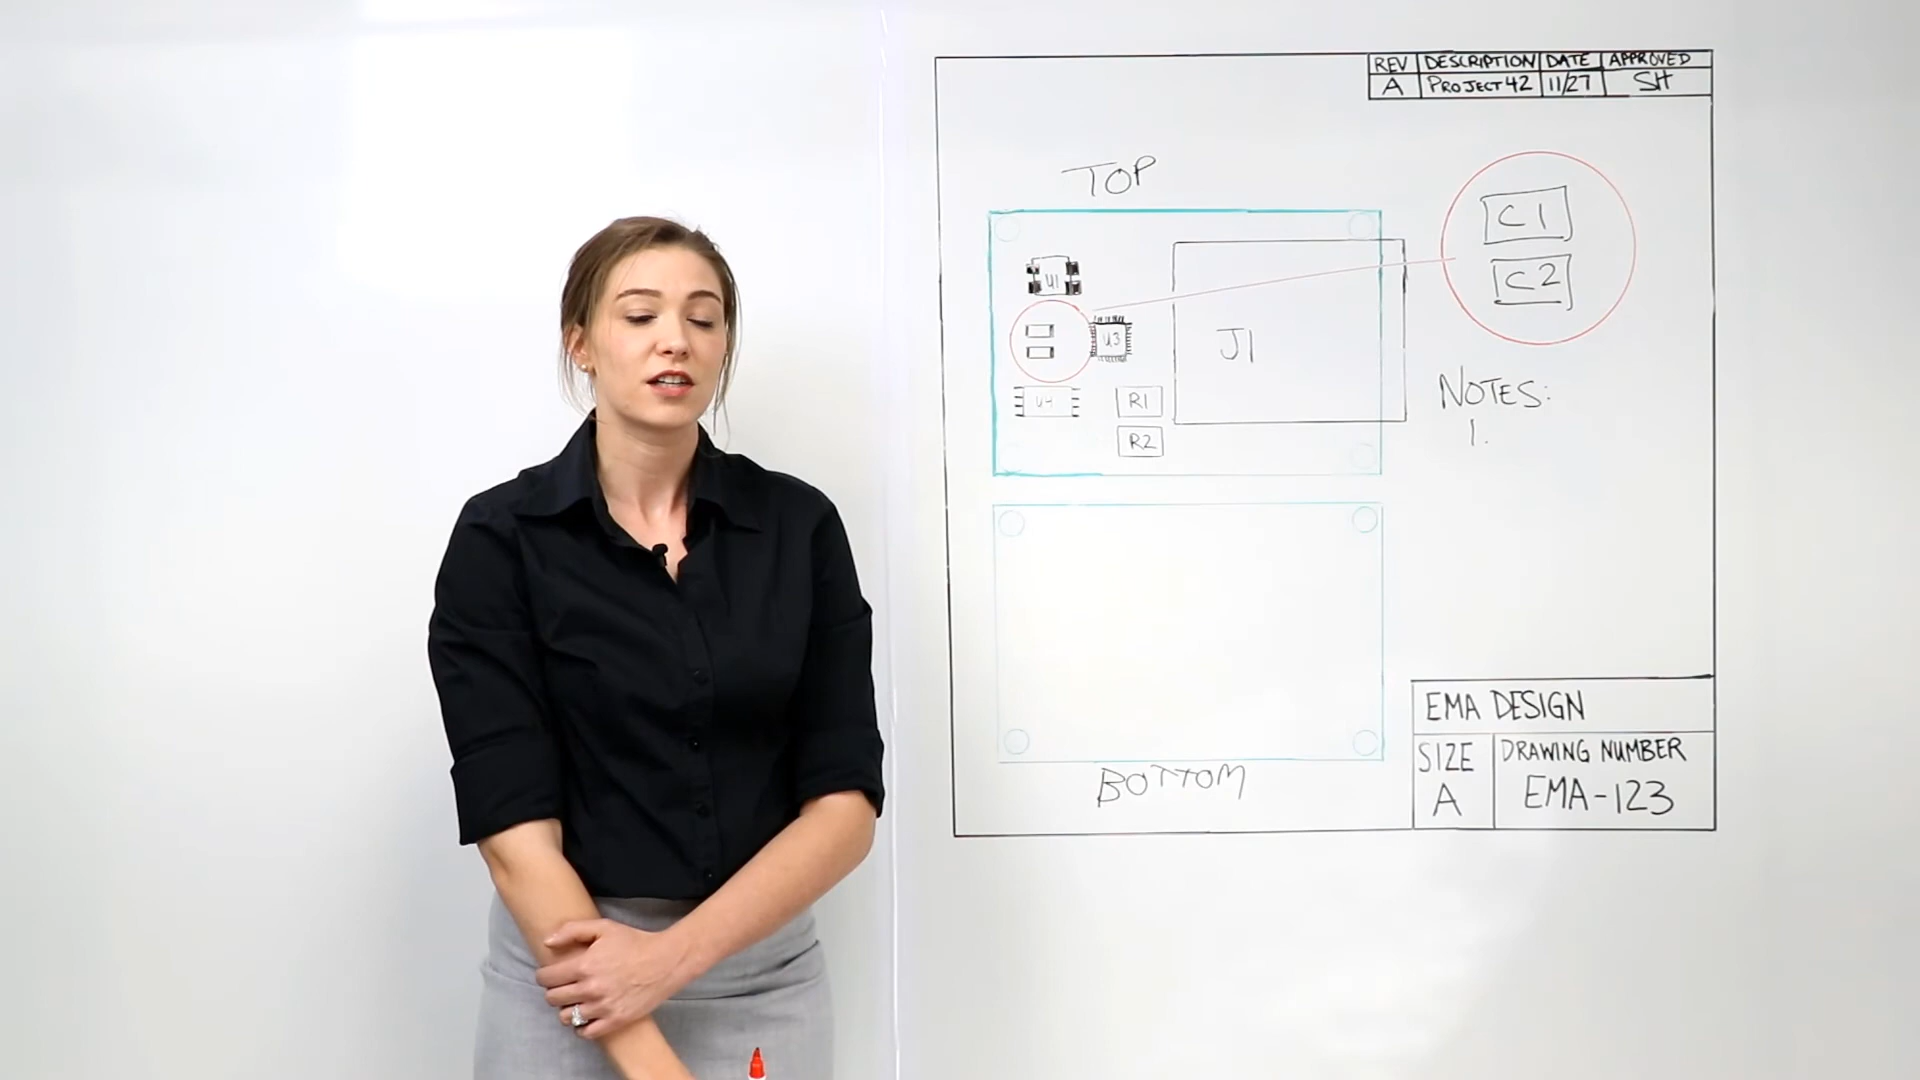 REV DESCRIPTION DATE APPROVED
A PROJECT 42 11/27 SH
TOP
C1
C2
U1
U3
J1
U4
R1
R2
NOTES:
1.
BOTTOM
EMA DESIGN
SIZE DRAWING NUMBER
A EMA-123